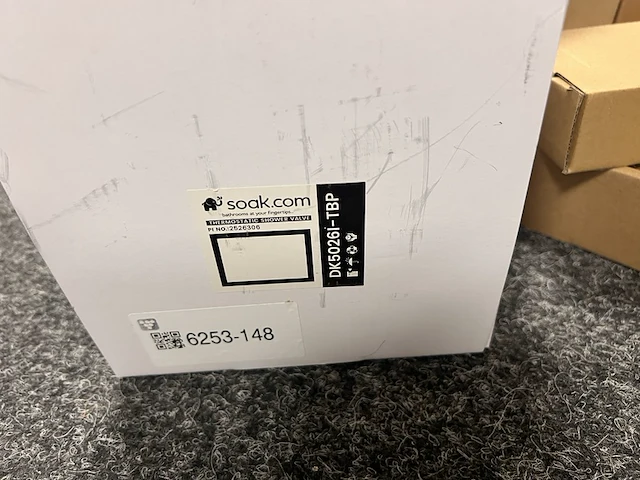 soak.com
bathrooms at your fingertips
THERMOSTATIC SHOWER VALVE
PI NO.:2526306
DK5026i-TBP
6253-148